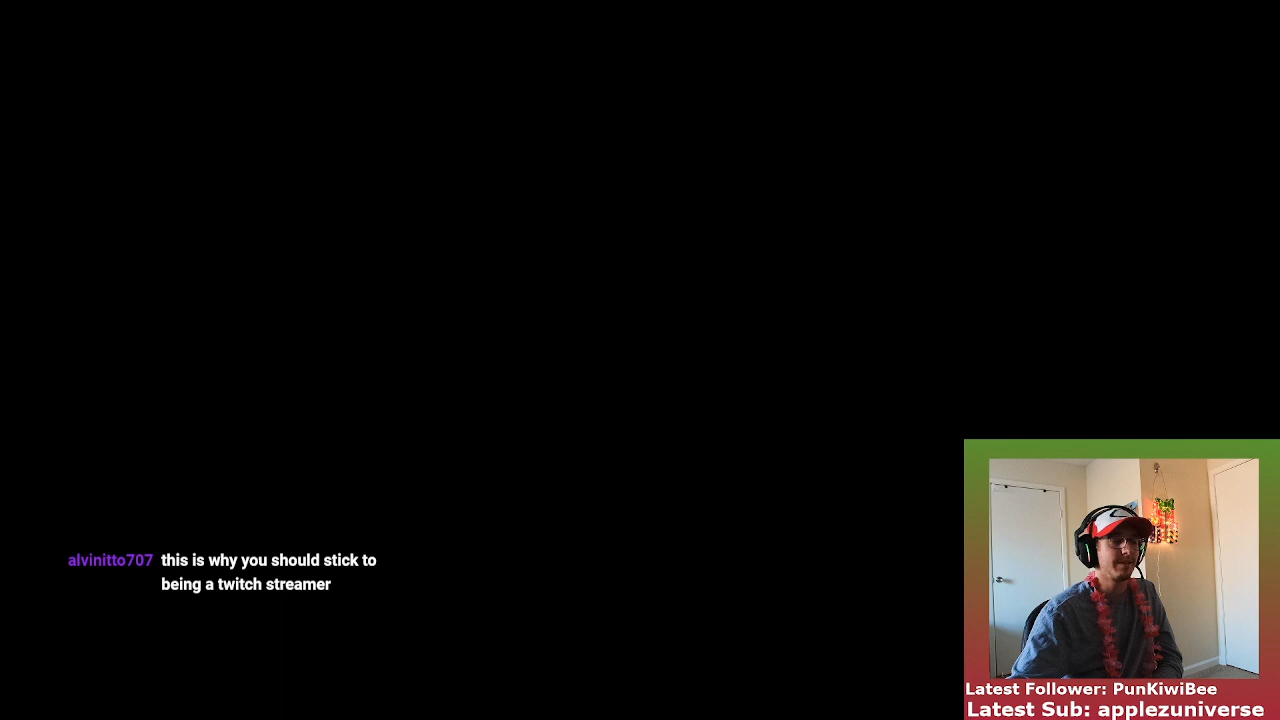 alvinitto707 this is why you should stick to
being a twitch streamer
Latest Follower: PunKiwiBee
Latest Sub: applezuniverse